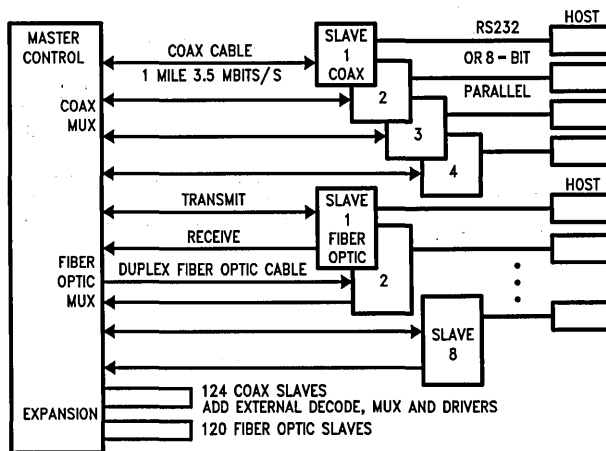 MASTER
CONTROL
COAX
MUX
FIBER
OPTIC
MUX
EXPANSION
COAX CABLE
1 MILE 3.5 MBITS/S
SLAVE
1
COAX
2
3
4
RS232
OR 8-BIT
PARALLEL
HOST
TRANSMIT
RECEIVE
DUPLEX FIBER OPTIC CABLE
SLAVE
1
FIBER
OPTIC
2
SLAVE
8
HOST
124 COAX SLAVES
ADD EXTERNAL DECODE, MUX AND DRIVERS
120 FIBER OPTIC SLAVES